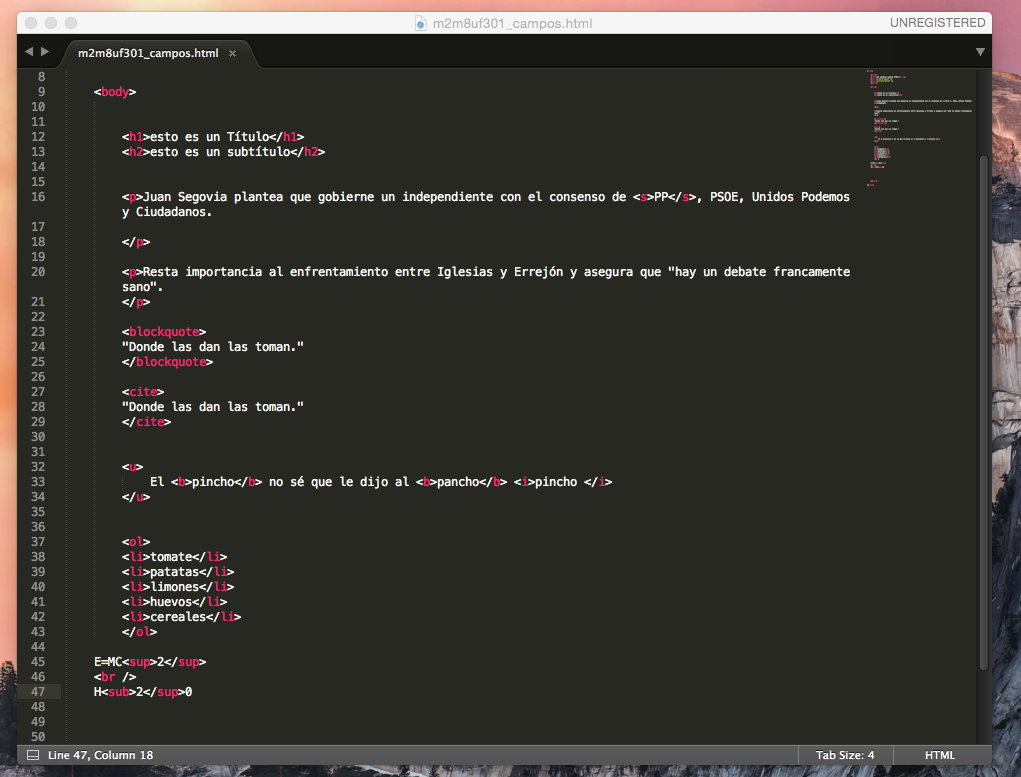 m2m8uf301_campos.html
UNREGISTERED
m2m8uf301_campos.html ×
8
9 <body>
10
11
12 <h1>esto es un Título</h1>
13 <h2>esto es un subtítulo</h2>
14
15
16 <p>Juan Segovia plantea que gobierne un independiente con el consenso de <s>PP</s>, PSOE, Unidos Podemos
y Ciudadanos.
17
18 </p>
19
20 <p>Resta importancia al enfrentamiento entre Iglesias y Errejón y asegura que "hay un debate francamente
sano".
21 </p>
22
23 <blockquote>
24 "Donde las dan las toman."
25 </blockquote>
26
27 <cite>
28 "Donde las dan las toman."
29 </cite>
30
31
32 <u>
33 El <b>pincho</b> no sé que le dijo al <b>pancho</b> <i>pincho </i>
34 </u>
35
36
37 <ol>
38 <li>tomate</li>
39 <li>patatas</li>
40 <li>limones</li>
41 <li>huevos</li>
42 <li>cereales</li>
43 </ol>
44
45 E=MC<sup>2</sup>
46 <br />
47 H<sub>2</sup>0
48
49
50
Line 47, Column 18
Tab Size: 4
HTML